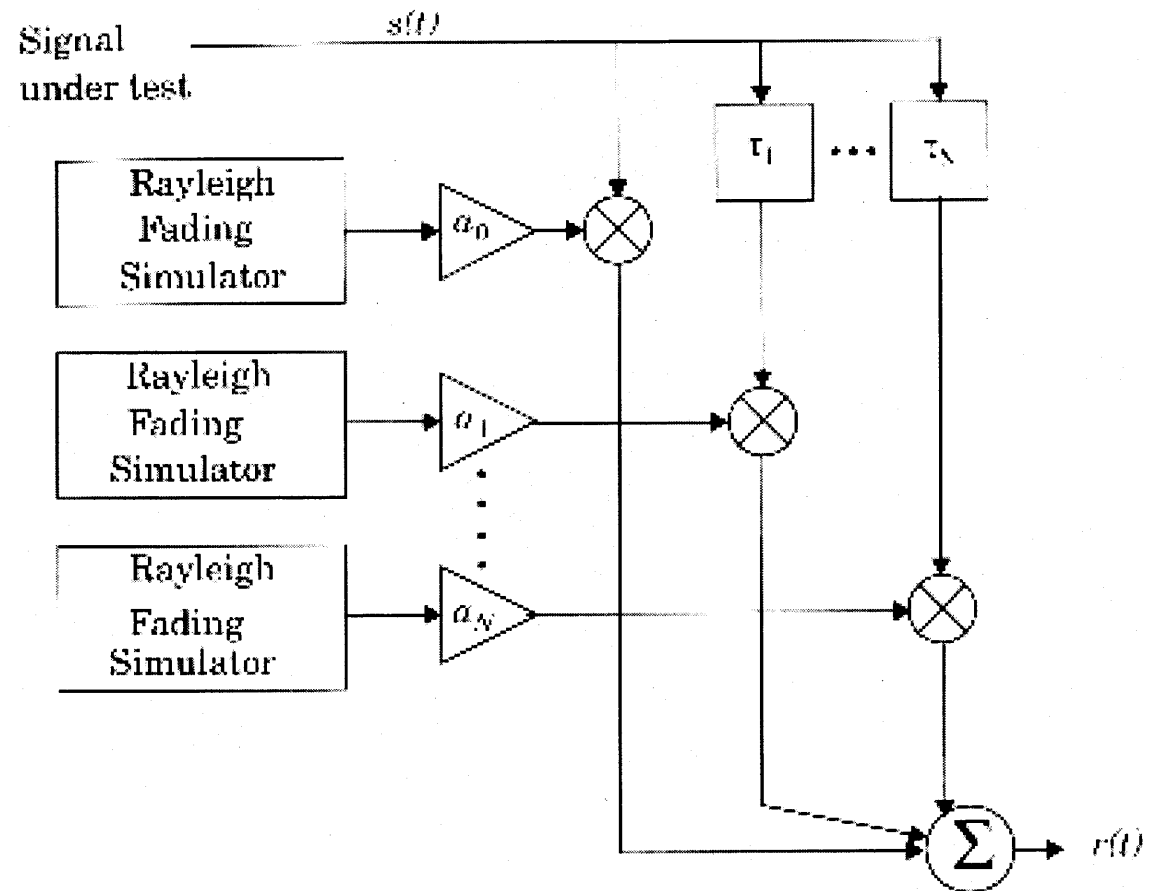 s(t)
Signal
under test
τ1
τN
Rayleigh
Fading
Simulator
a0
Rayleigh
Fading
Simulator
a1
Rayleigh
Fading
Simulator
aN
Σ
r(t)